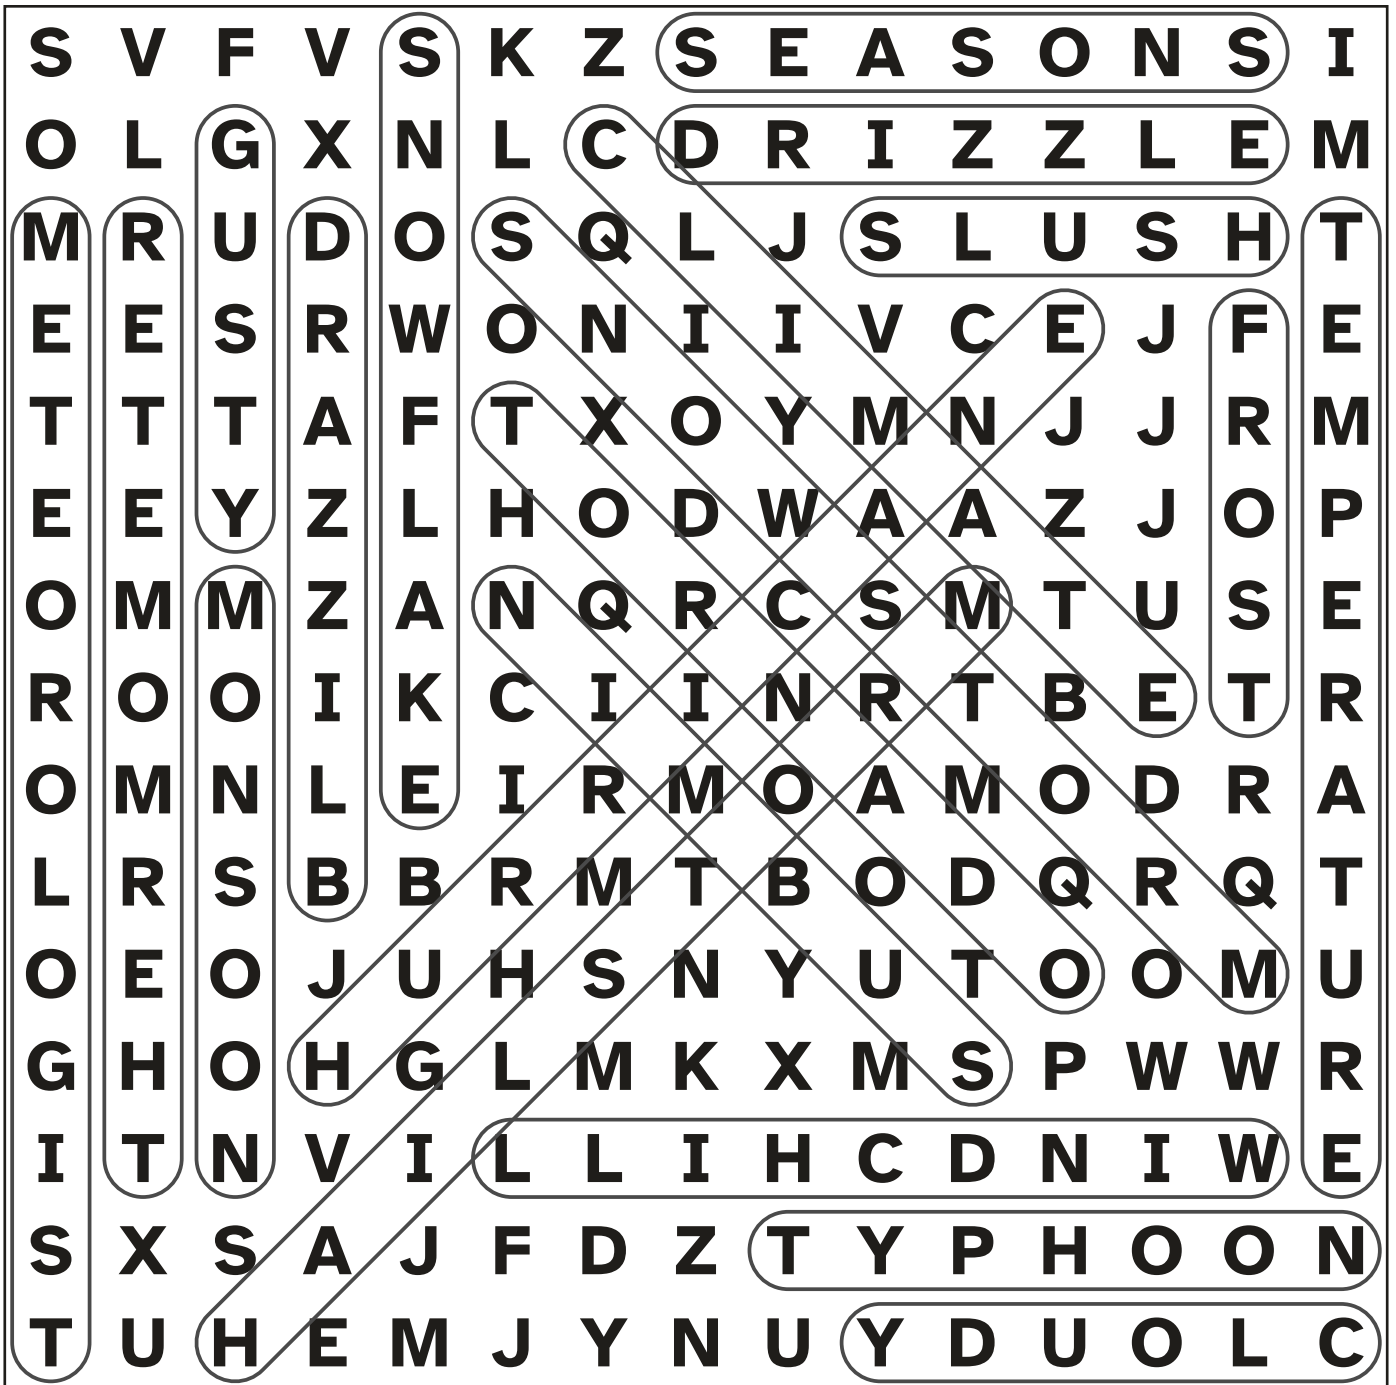 S V F V S K Z S E A S O N S I
O L G X N L C D R I Z Z L E M
M R U D O S Q L J S L U S H T
E E S R W O N I I V C E J F E
T T T A F T X O Y M N J J R M
E E Y Z L H O D W A A Z J O P
O M M Z A N Q R C S M T U S E
R O O I K C I I N R T B E T R
O M N L E I R M O A M O D R A
L R S B B R M T B O D Q R Q T
O E O J U H S N Y U T O O M U
G H O H G L M K X M S P W W R
I T N V I L L I H C D N I W E
S X S A J F D Z T Y P H O O N
T U H E M J Y N U Y D U O L C